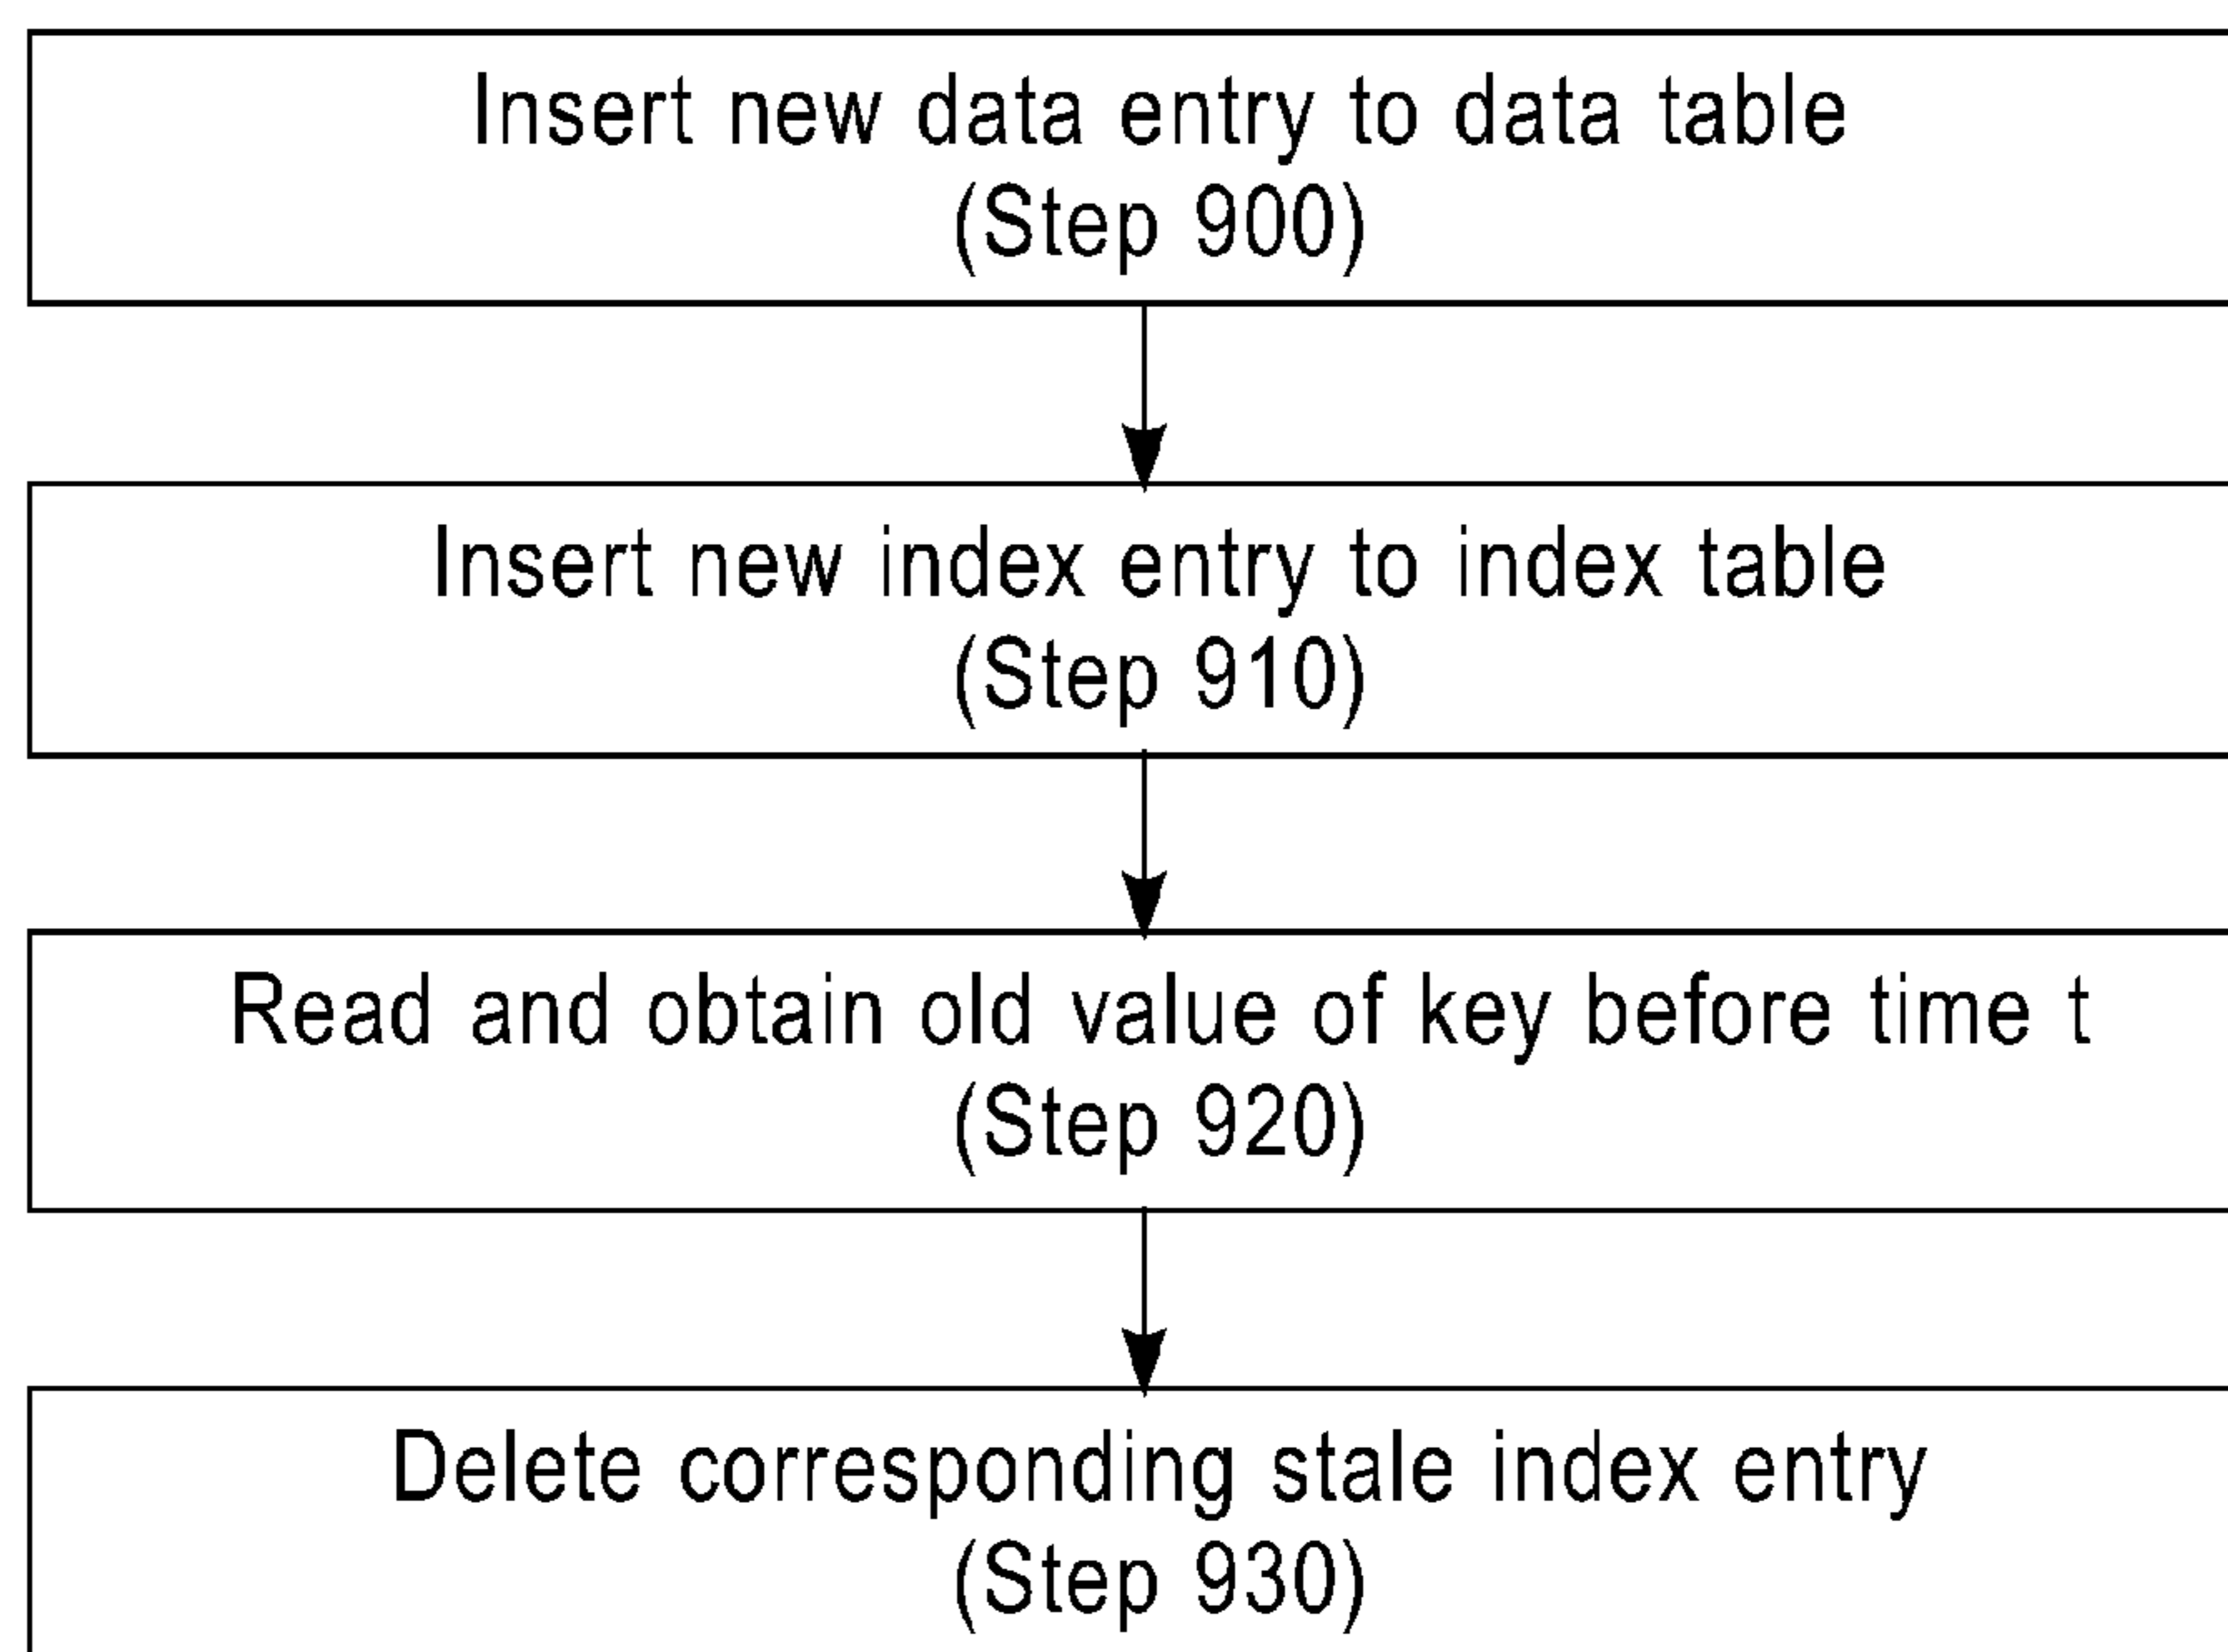 Insert new data entry to data table
(Step 900)
Insert new index entry to index table
(Step 910)
Read and obtain old value of key before time t
(Step 920)
Delete corresponding stale index entry
(Step 930)